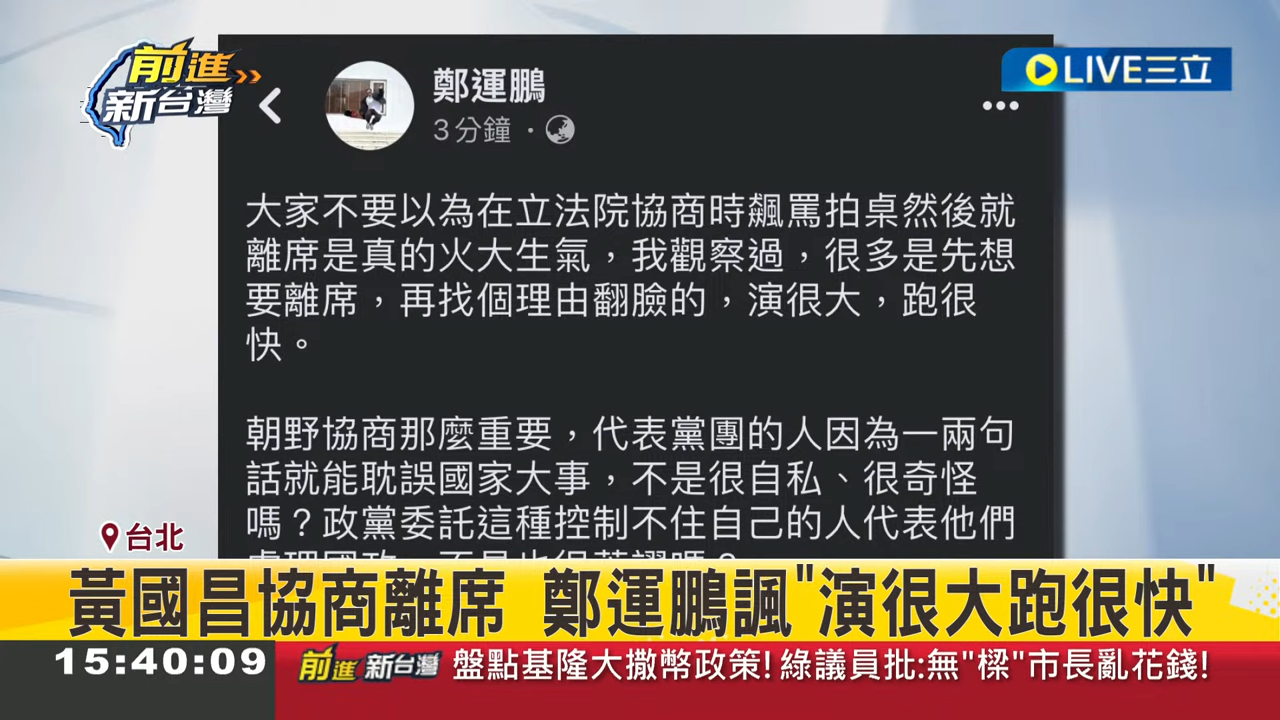 前進
新台灣
LIVE三立
鄭運鵬
3分鐘 ·
大家不要以為在立法院協商時飆罵拍桌然後就
離席是真的火大生氣，我觀察過，很多是先想
要離席，再找個理由翻臉的，演很大，跑很
快。
朝野協商那麼重要，代表黨團的人因為一兩句
話就能耽誤國家大事，不是很自私、很奇怪
嗎？政黨委託這種控制不住自己的人代表他們
台北
黃國昌協商離席 鄭運鵬諷"演很大跑很快"
15:40:09
前進新台灣 盤點基隆大撒幣政策!綠議員批:無"樑"市長亂花錢!